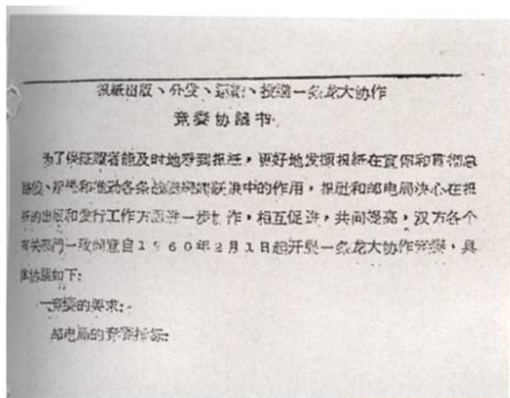 报纸出版、分发、运输、投递一条龙大协作
竞赛协议书
为了保证读者能及时地看到报纸，更好地发挥报纸在宣传和贯彻总
和推动各条战线跃进中的作用，报社和邮电局决心在报
纸的出版和发行工作方面进一步协作，相互促进，共同提高，双方各个
有关部门一致同意自1960年2月1日起开展一条龙大协作竞赛，具
体协议如下：
一竞赛的要求：
邮电局的竞赛指标：